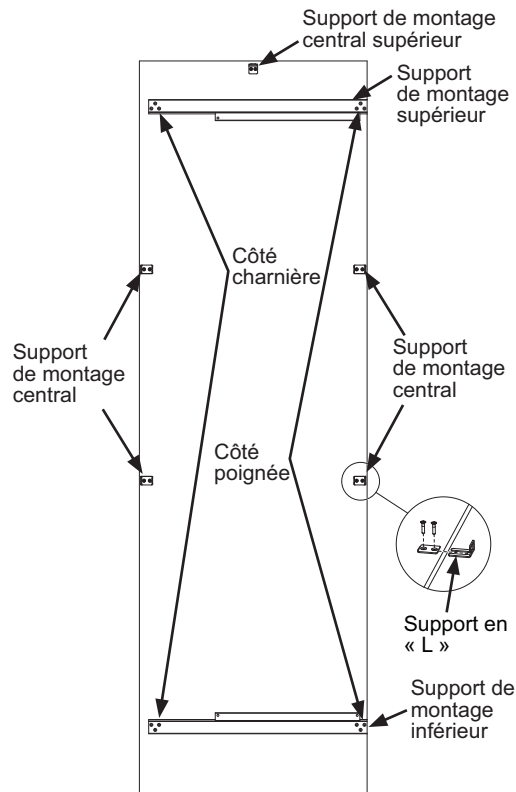 Support de montage
central supérieur
Support
de montage
supérieur
Côté
charnière
Support
de montage
central
Support
de montage
central
Côté
poignée
Support en
« L »
Support de
montage
inférieur